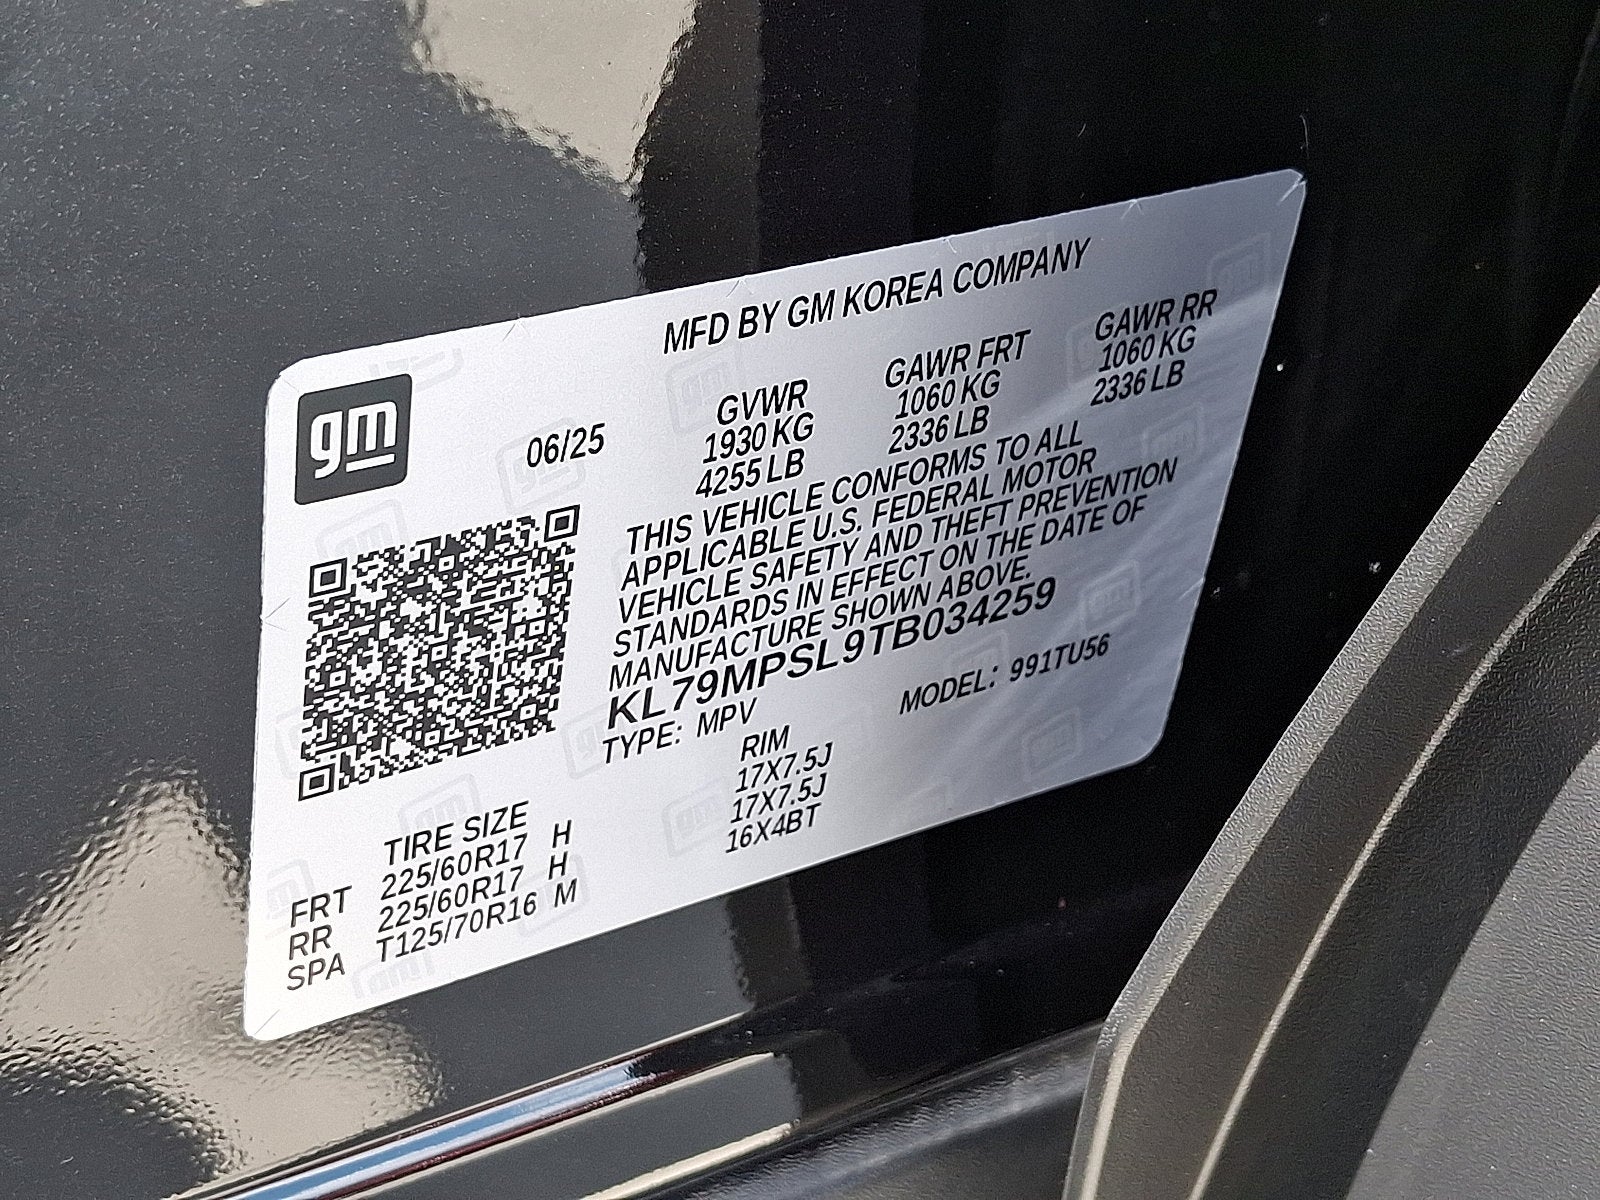 MFD BY GM KOREA COMPANY
gm
06/25
GVWR GAWR FRT GAWR RR
1930 KG 1060 KG 1060 KG
4255 LB 2336 LB 2336 LB
THIS VEHICLE CONFORMS TO ALL
APPLICABLE U.S. FEDERAL MOTOR
VEHICLE SAFETY AND THEFT PREVENTION
STANDARDS IN EFFECT ON THE DATE OF
MANUFACTURE SHOWN ABOVE.
KL79MPSL9TB034259
TYPE: MPV MODEL: 991TU56
TIRE SIZE RIM
FRT 225/60R17 H 17X7.5J
RR 225/60R17 H 17X7.5J
SPA T125/70R16 M 16X4BT